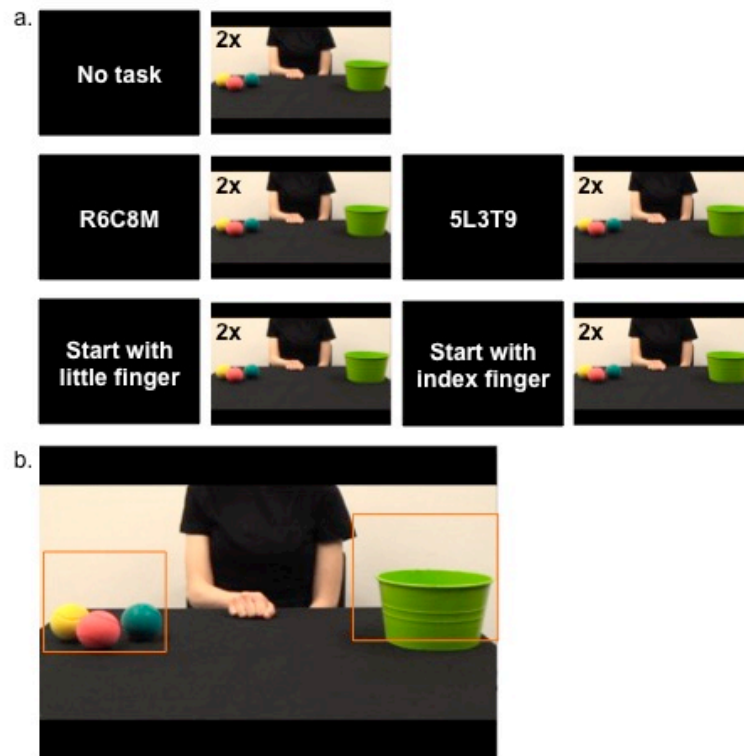 a.
No task
2x
R6C8M
2x
5L3T9
2x
Start with
little finger
2x
Start with
index finger
2x
b.